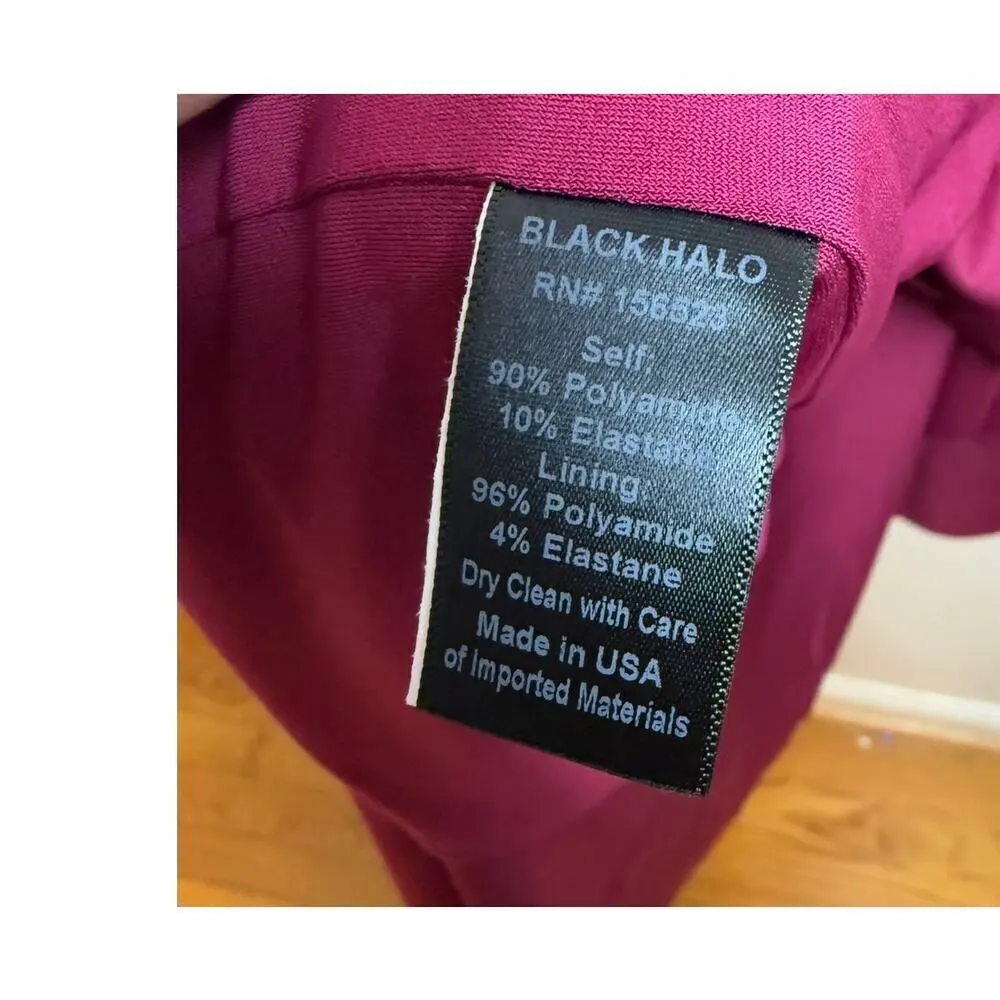 BLACK HALO
RN# 156823
Self:
90% Polyamide
10% Elastane
Lining:
96% Polyamide
4% Elastane
Dry Clean with Care
Made in USA
of Imported Materials